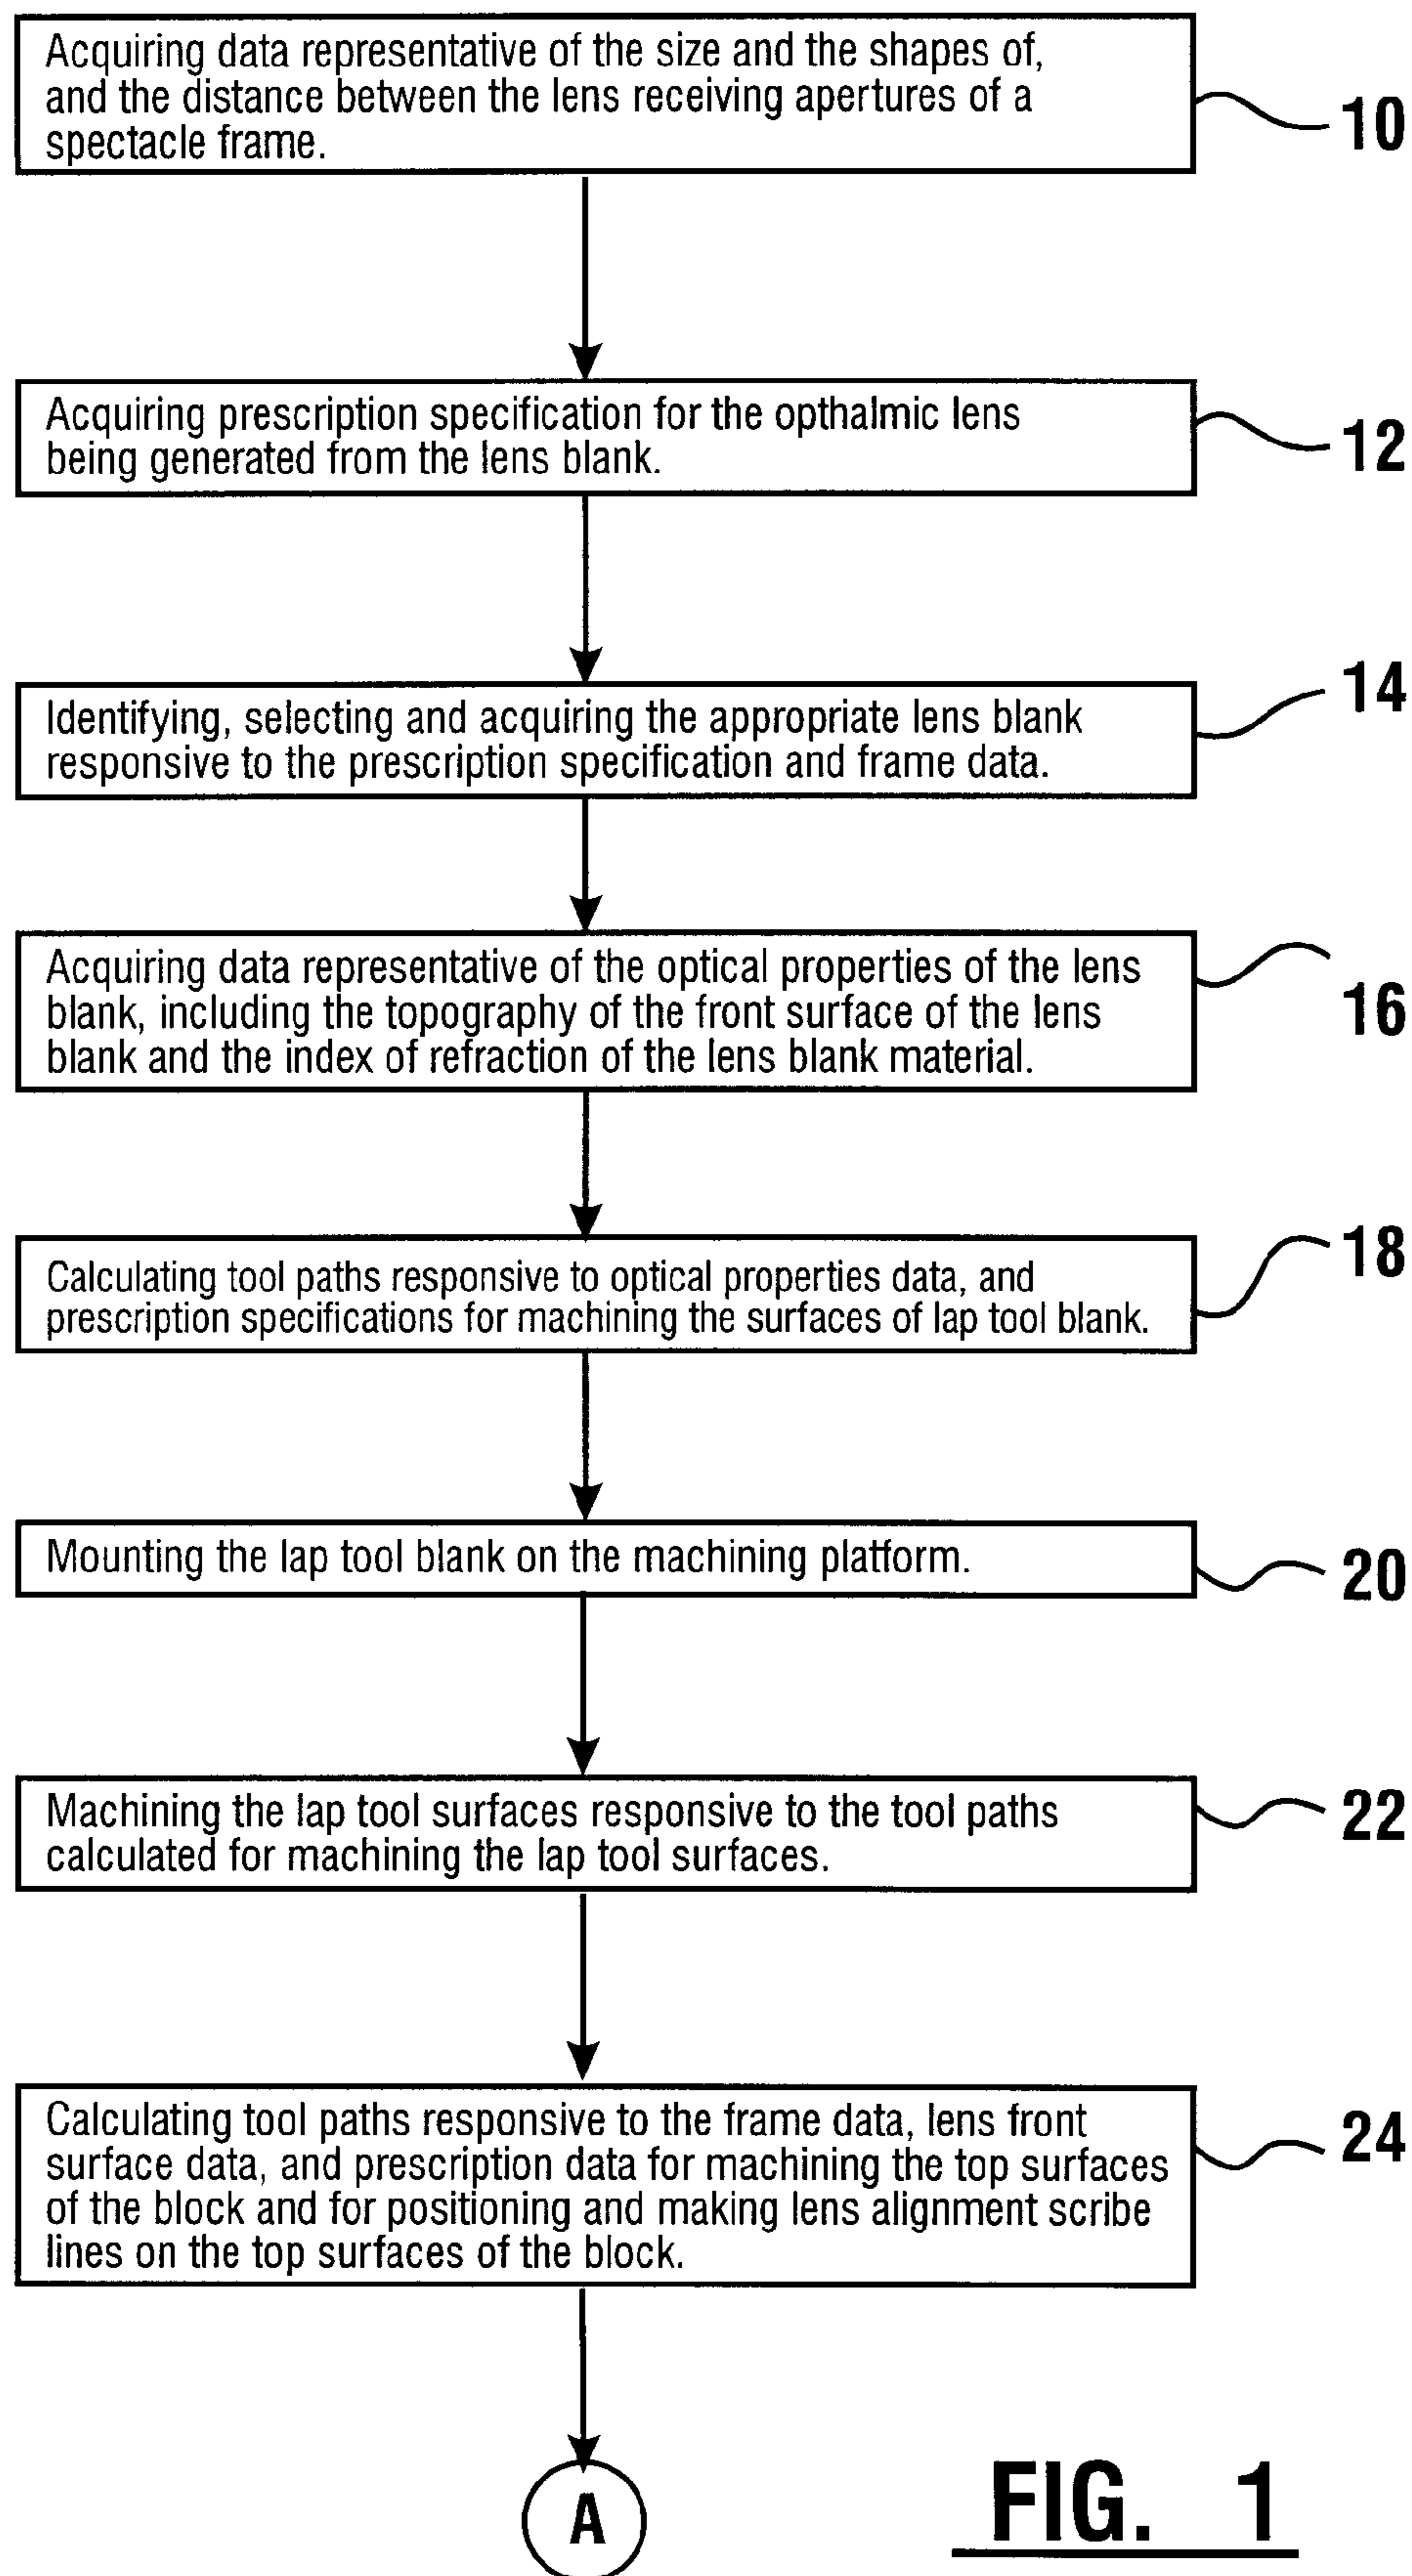 Acquiring data representative of the size and the shapes of,
and the distance between the lens receiving apertures of a
spectacle frame.
10
Acquiring prescription specification for the opthalmic lens
being generated from the lens blank.
12
Identifying, selecting and acquiring the appropriate lens blank
responsive to the prescription specification and frame data.
14
Acquiring data representative of the optical properties of the lens
blank, including the topography of the front surface of the lens
blank and the index of refraction of the lens blank material.
16
Calculating tool paths responsive to optical properties data, and
prescription specifications for machining the surfaces of lap tool blank.
18
Mounting the lap tool blank on the machining platform.
20
Machining the lap tool surfaces responsive to the tool paths
calculated for machining the lap tool surfaces.
22
Calculating tool paths responsive to the frame data, lens front
surface data, and prescription data for machining the top surfaces
of the block and for positioning and making lens alignment scribe
lines on the top surfaces of the block.
24
A
FIG. 1